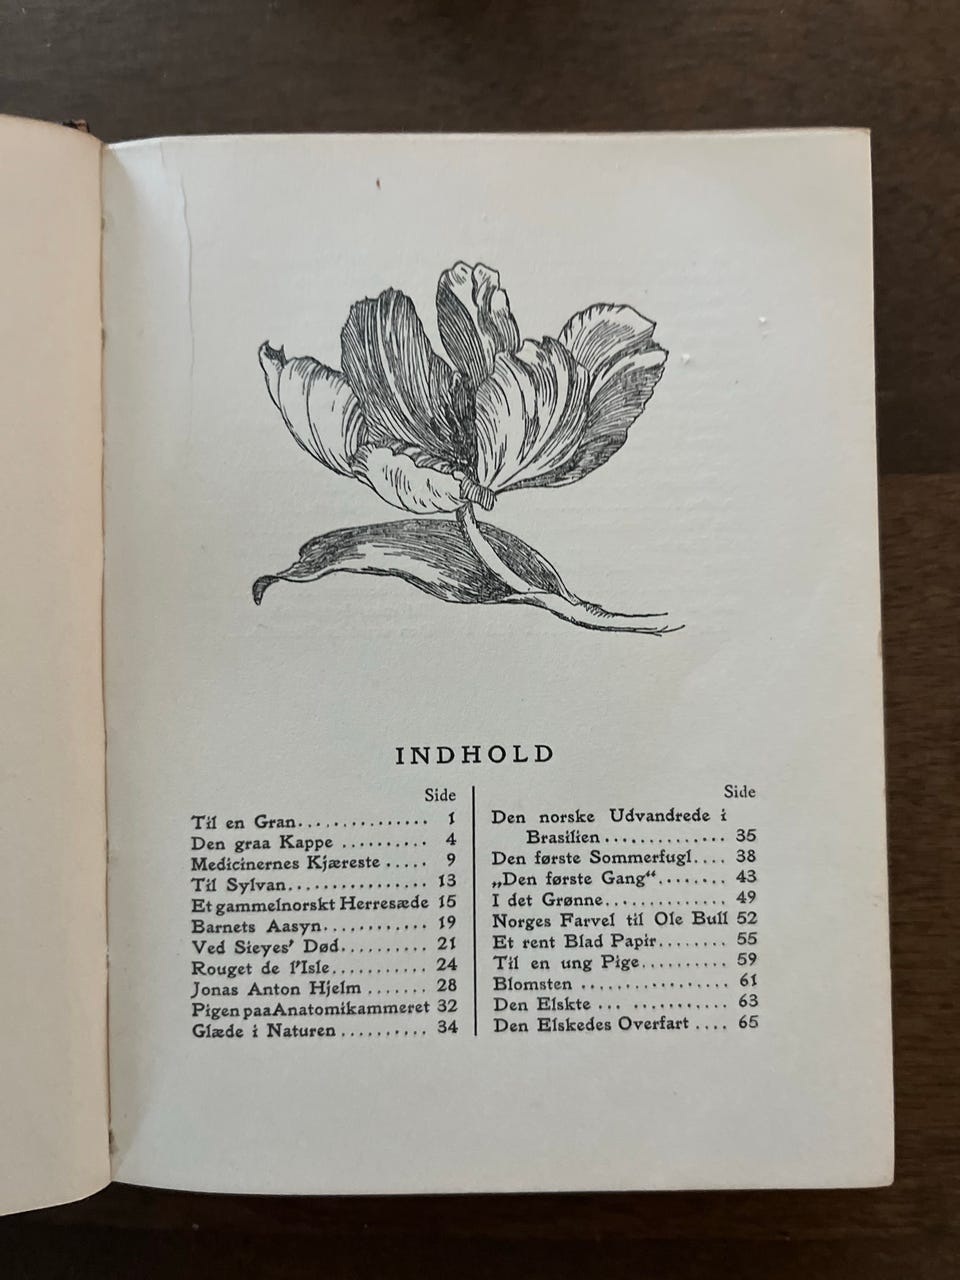 INDHOLD
Side
Til en Gran............... 1
Den graa Kappe .......... 4
Medicinernes Kjæreste ..... 9
Til Sylvan............... 13
Et gammelnorskt Herresæde 15
Barnets Aasyn............ 19
Ved Sieyes' Død.......... 21
Rouget de l'Isle........... 24
Jonas Anton Hjelm ....... 28
Pigen paa Anatomikammeret 32
Glæde i Naturen .......... 34
Side
Den norske Udvandrede i
Brasilien ............. 35
Den første Sommerfugl.... 38
„Den første Gang“........ 43
I det Grønne............. 49
Norges Farvel til Ole Bull 52
Et rent Blad Papir........ 55
Til en ung Pige.......... 59
Blomsten ................. 61
Den Elskte ... ............ 63
Den Elskedes Overfart .... 65